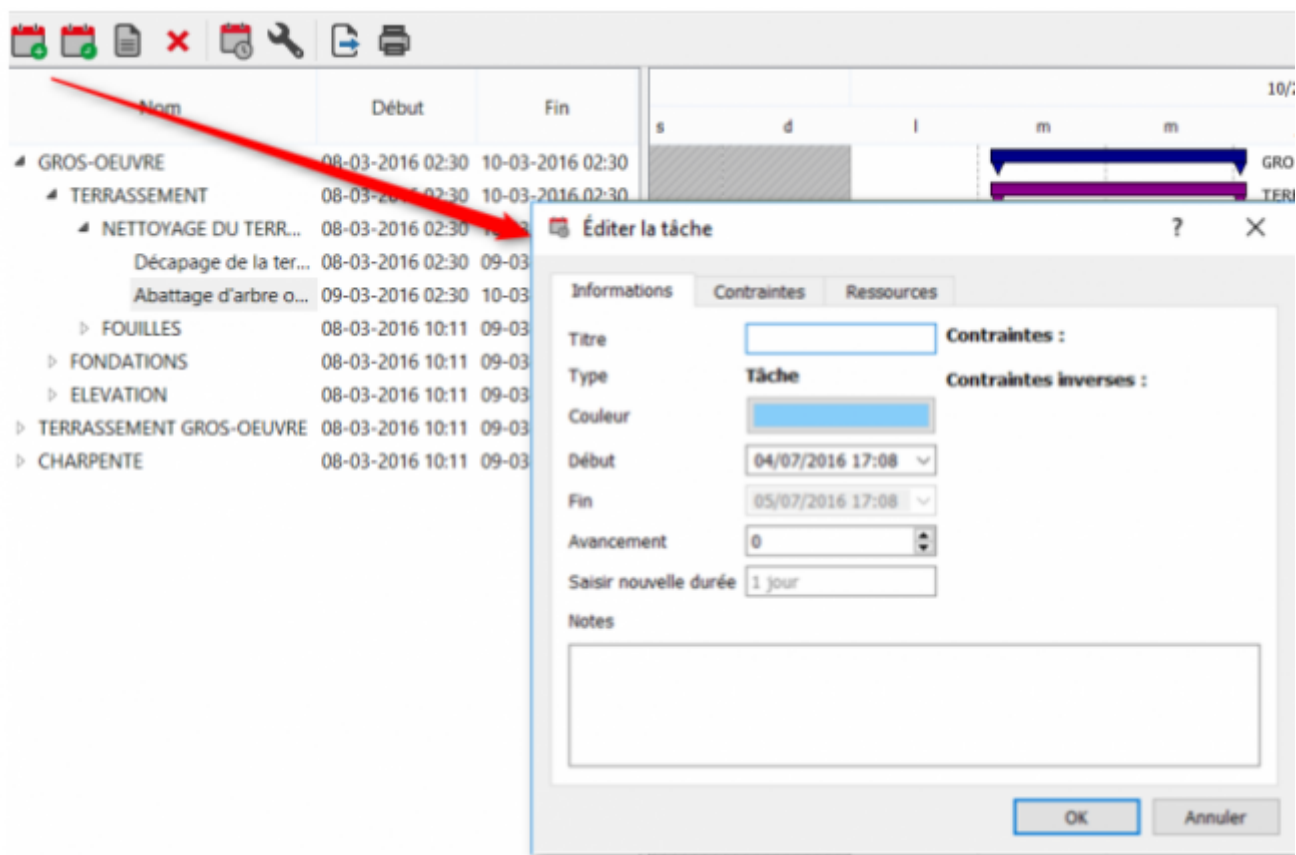 Nom Début Fin
10/2
s d l m m
GROS-OEUVRE 08-03-2016 02:30 10-03-2016 02:30 GRO
TERRASSEMENT 08-03-2016 02:30 10-03-2016 02:30 TERR
NETTOYAGE DU TERR... 08-03-2016 02:30
Décapage de la ter... 08-03-2016 02:30 09-03
Abattage d'arbre o... 09-03-2016 02:30 10-03
FOUILLES 08-03-2016 10:11 09-03
FONDATIONS 08-03-2016 10:11 09-03
ELEVATION 08-03-2016 10:11 09-03
TERRASSEMENT GROS-OEUVRE 08-03-2016 10:11 09-03
CHARPENTE 08-03-2016 10:11 09-03
Éditer la tâche ?
Informations Contraintes Ressources
Titre Contraintes :
Type Tâche Contraintes inverses :
Couleur
Début 04/07/2016 17:08
Fin 05/07/2016 17:08
Avancement 0
Saisir nouvelle durée 1 jour
Notes
OK Annuler